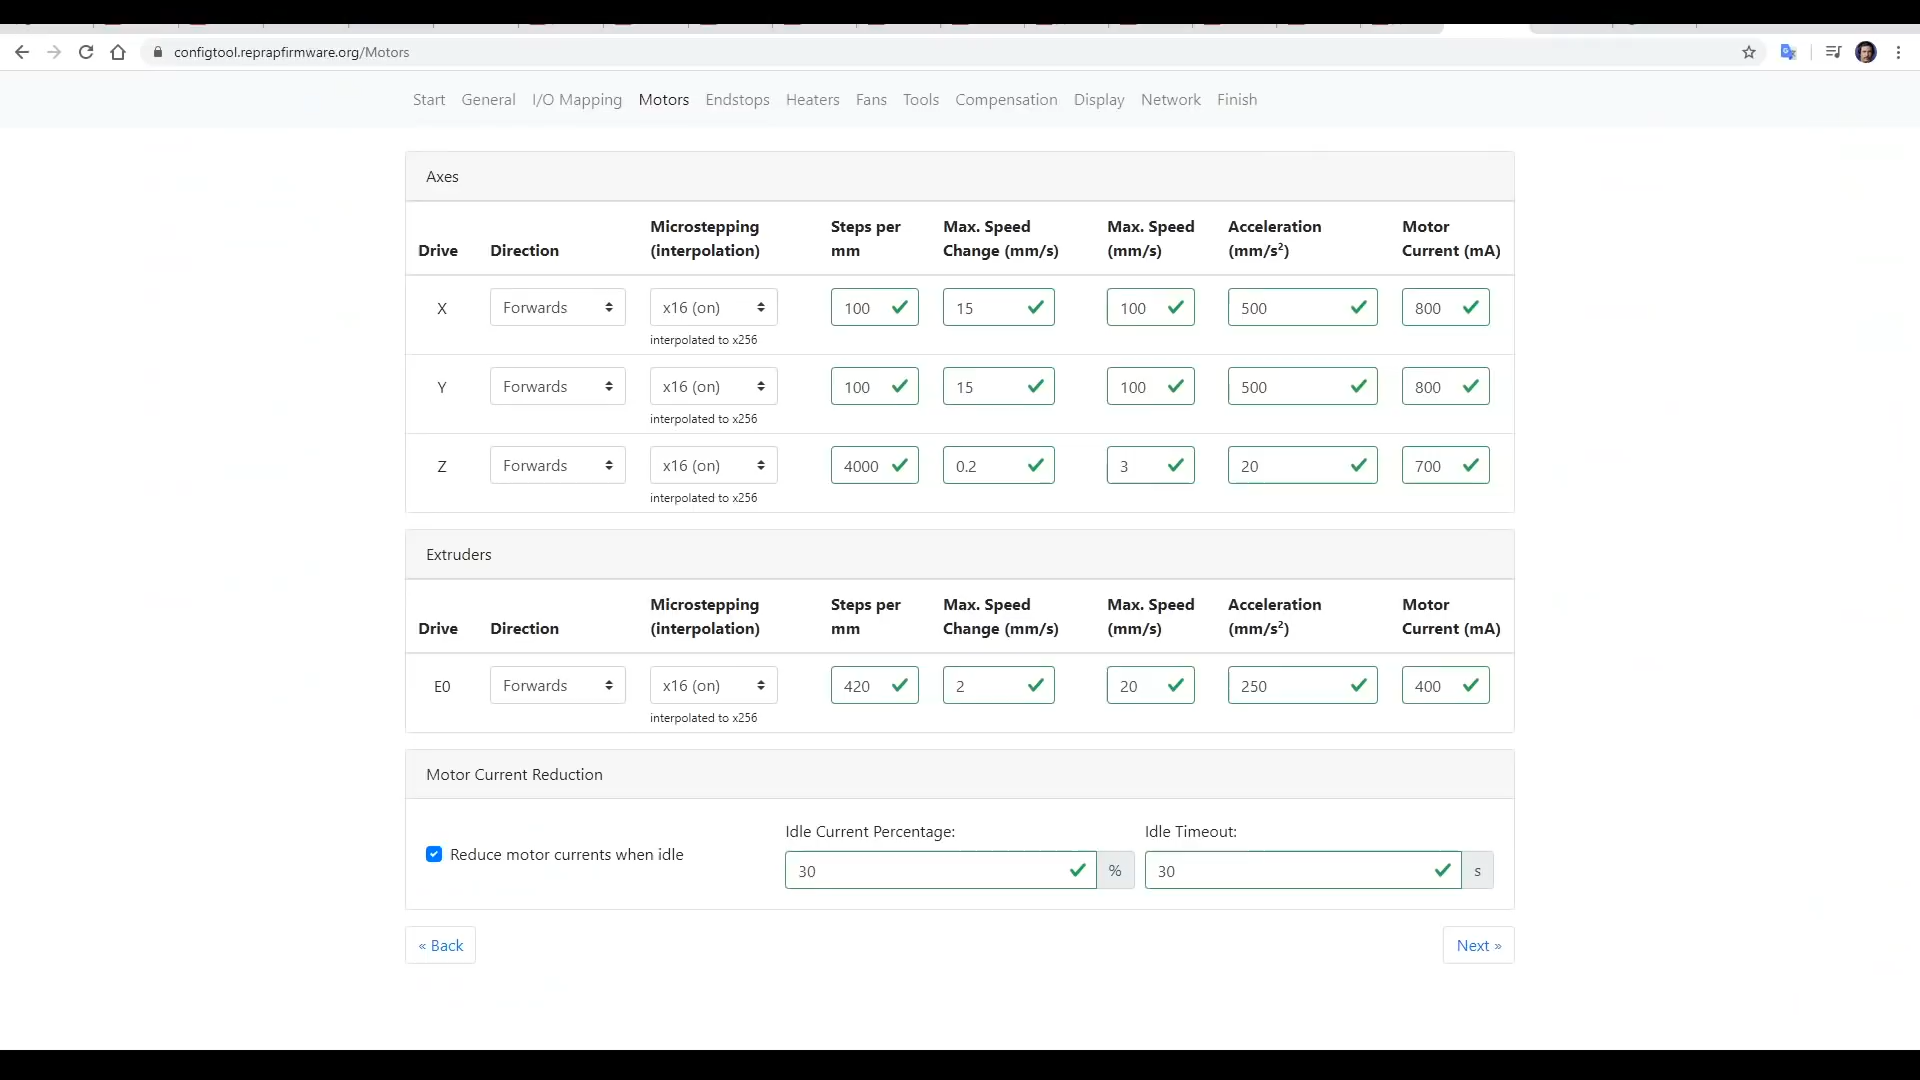 configtool.reprapfirmware.org/Motors
Start General I/O Mapping Motors Endstops Heaters Fans Tools Compensation Display Network Finish
Axes
Drive Direction Microstepping (interpolation) Steps per mm Max. Speed Change (mm/s) Max. Speed (mm/s) Acceleration (mm/s²) Motor Current (mA)
X Forwards x16 (on) 100 15 100 500 800
interpolated to x256
Y Forwards x16 (on) 100 15 100 500 800
interpolated to x256
Z Forwards x16 (on) 4000 0.2 3 20 700
interpolated to x256
Extruders
Drive Direction Microstepping (interpolation) Steps per mm Max. Speed Change (mm/s) Max. Speed (mm/s) Acceleration (mm/s²) Motor Current (mA)
E0 Forwards x16 (on) 420 2 20 250 400
interpolated to x256
Motor Current Reduction
Idle Current Percentage: Idle Timeout:
Reduce motor currents when idle
30 % 30 s
« Back Next »